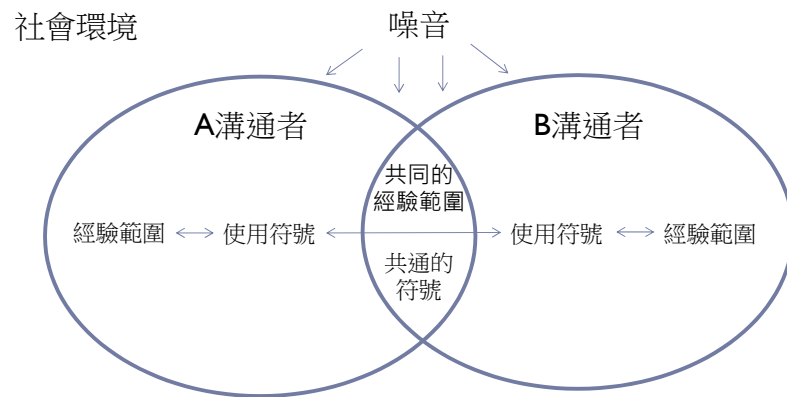 社會環境
噪音
A溝通者
B溝通者
共同的
經驗範圍
經驗範圍
使用符號
使用符號
經驗範圍
共通的
符號